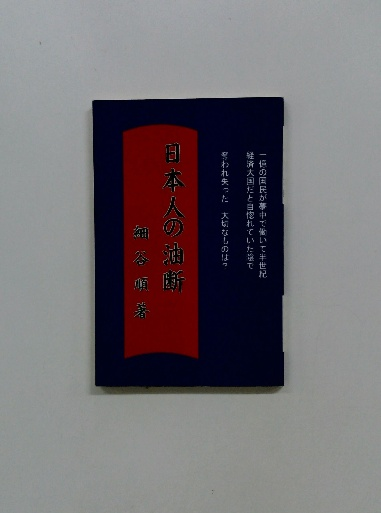 一億の国民が夢中で働いて半世紀
経済大国だと自惚れていた陰で
奪われ失った 大切なものは?
日本人の油断
細谷順著